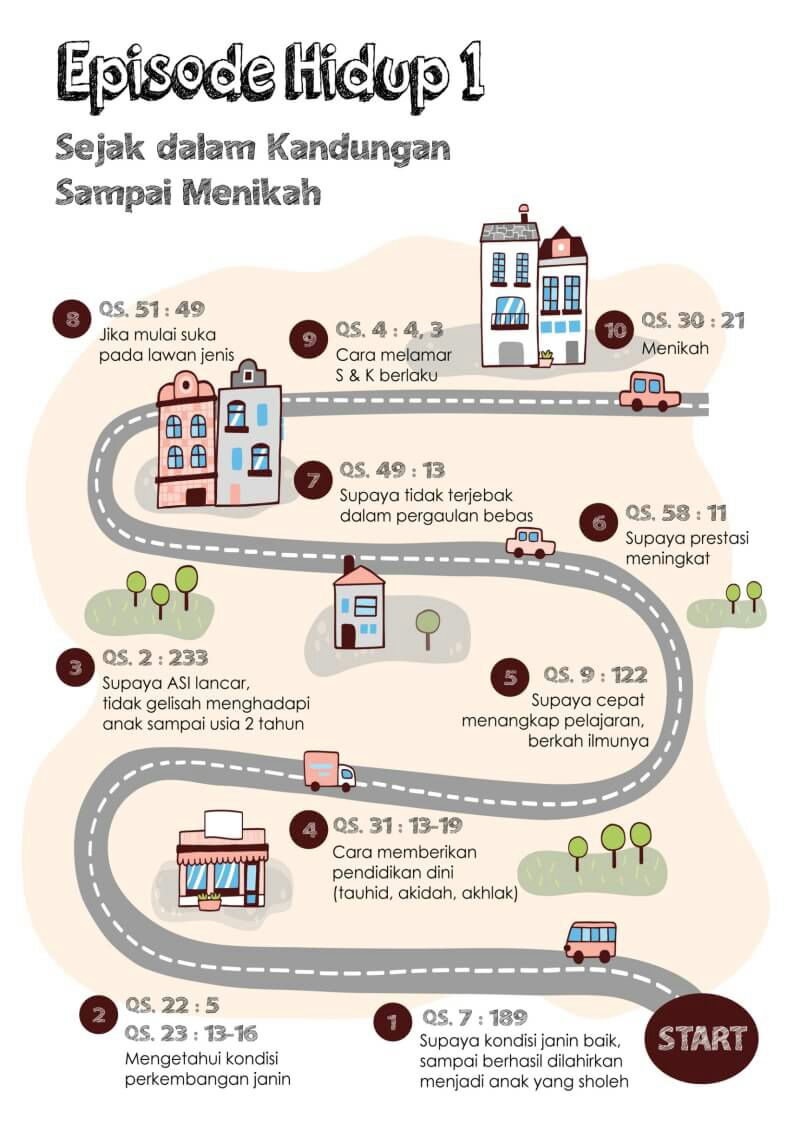 Episode Hidup 1
Sejak dalam Kandungan
Sampai Menikah
8
QS. 51 : 49
Jika mulai suka
pada lawan jenis
9
QS. 4 : 4, 3
Cara melamar
S & K berlaku
10
QS. 30 : 21
Menikah
7
QS. 49 : 13
Supaya tidak terjebak
dalam pergaulan bebas
6
QS. 58 : 11
Supaya prestasi
meningkat
3
QS. 2 : 233
Supaya ASI lancar,
tidak gelisah menghadapi
anak sampai usia 2 tahun
5
QS. 9 : 122
Supaya cepat
menangkap pelajaran,
berkah ilmunya
4
QS. 31 : 13-19
Cara memberikan
pendidikan dini
(tauhid, akidah, akhlak)
2
QS. 22 : 5
QS. 23 : 13-16
Mengetahui kondisi
perkembangan janin
1
QS. 7 : 189
Supaya kondisi janin baik,
sampai berhasil dilahirkan
menjadi anak yang sholeh
START